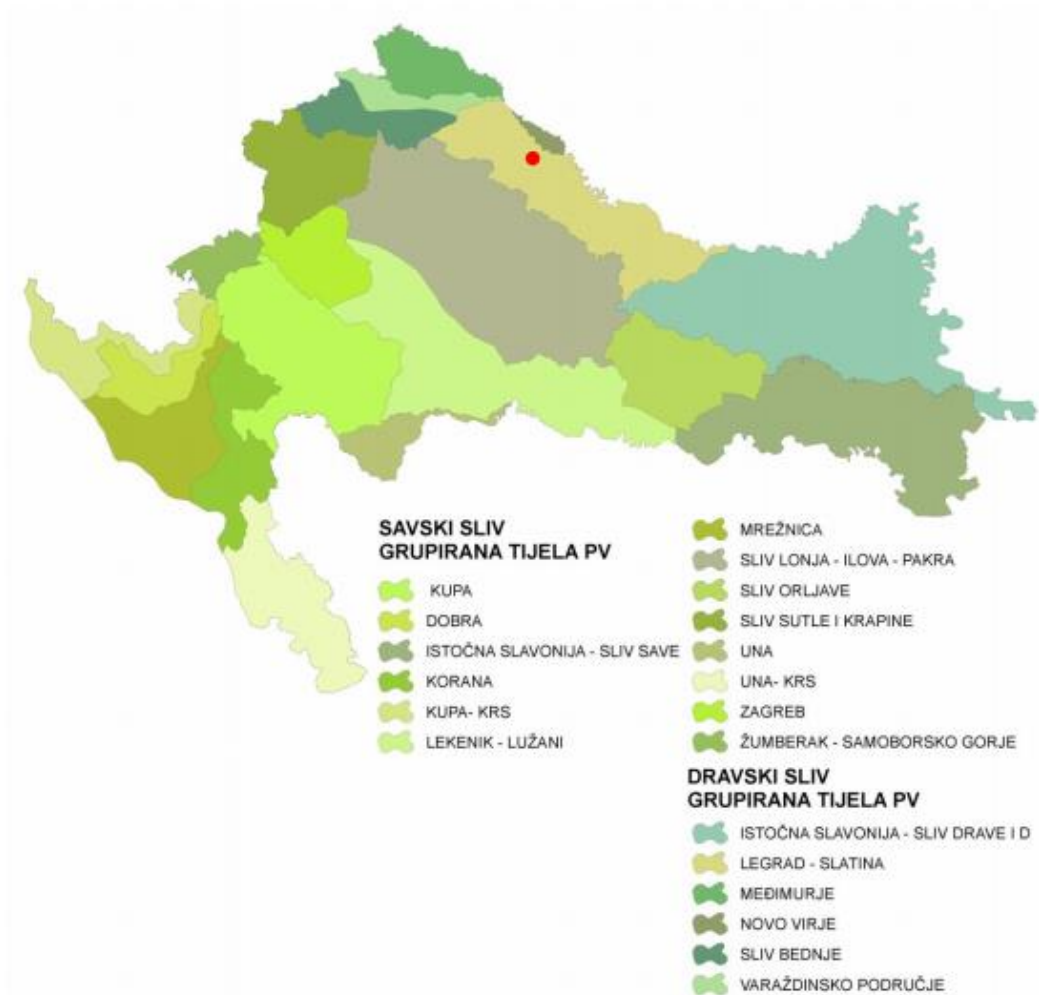 SAVSKI SLIV
GRUPIRANA TIJELA PV
KUPA
DOBRA
ISTOČNA SLAVONIJA - SLIV SAVE
KORANA
KUPA- KRS
LEKENIK - LUŽANI
MREŽNICA
SLIV LONJA - ILOVA - PAKRA
SLIV ORLJAVE
SLIV SUTLE I KRAPINE
UNA
UNA- KRS
ZAGREB
ŽUMBERAK - SAMOBORSKO GORJE
DRAVSKI SLIV
GRUPIRANA TIJELA PV
ISTOČNA SLAVONIJA - SLIV DRAVE I D
LEGRAD - SLATINA
MEĐIMURJE
NOVO VIRJE
SLIV BEDNJE
VARAŽDINSKO PODRUČJE